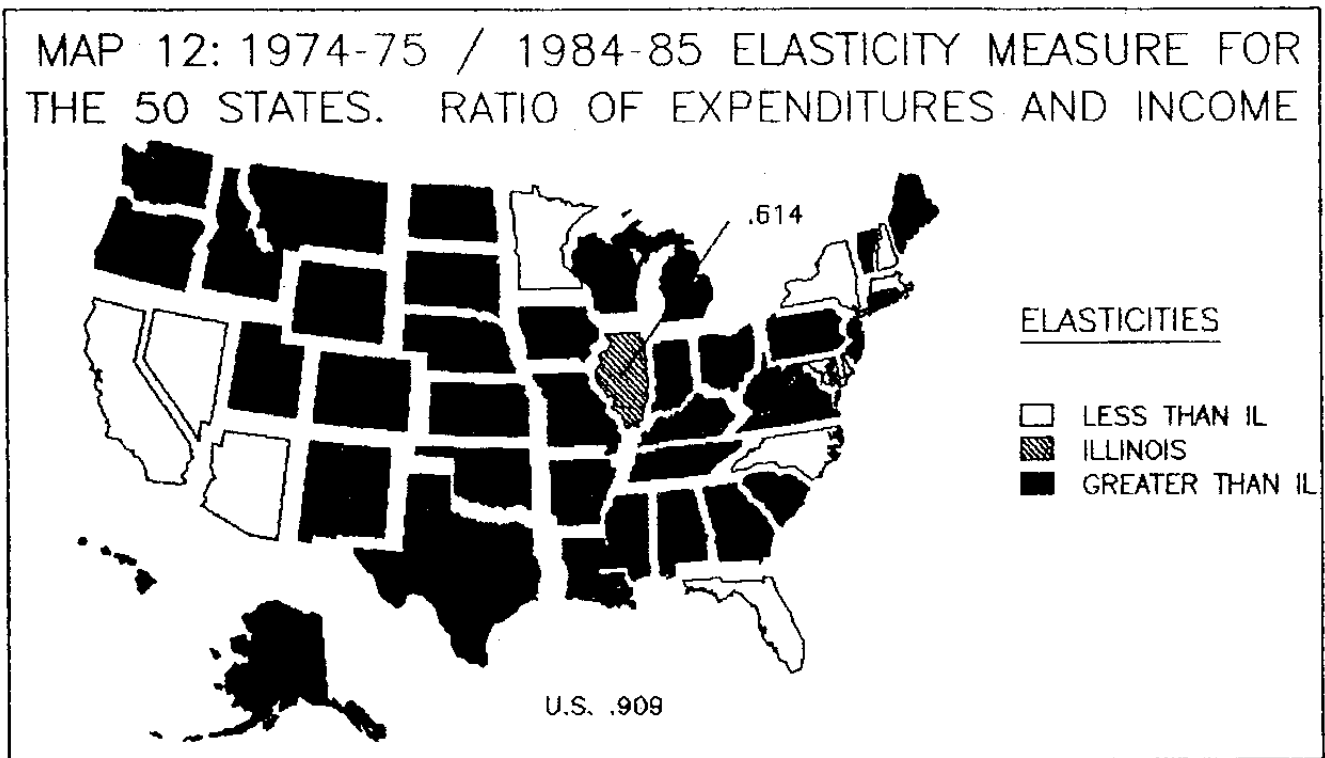 MAP 12: 1974-75 / 1984-85 ELASTICITY MEASURE FOR
THE 50 STATES. RATIO OF EXPENDITURES AND INCOME
.614
ELASTICITIES
LESS THAN IL
ILLINOIS
GREATER THAN IL
U.S. .909